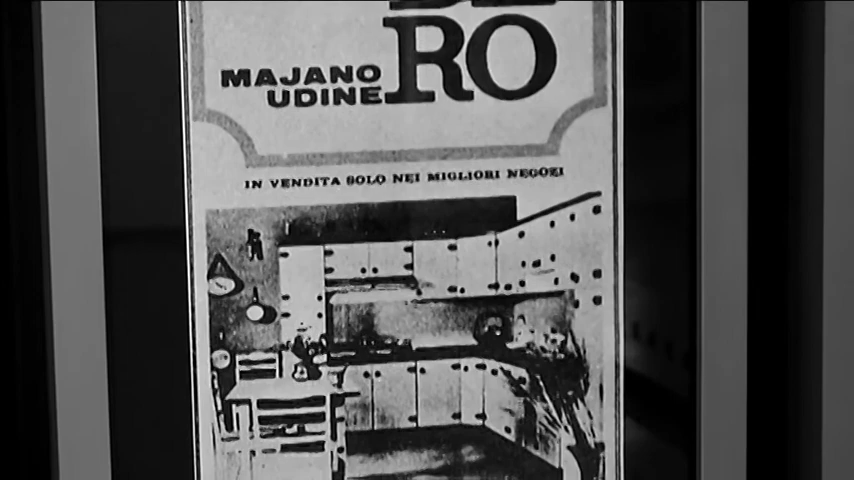 RO
MAJANO
UDINE
IN VENDITA SOLO NEI MIGLIORI NEGOZI